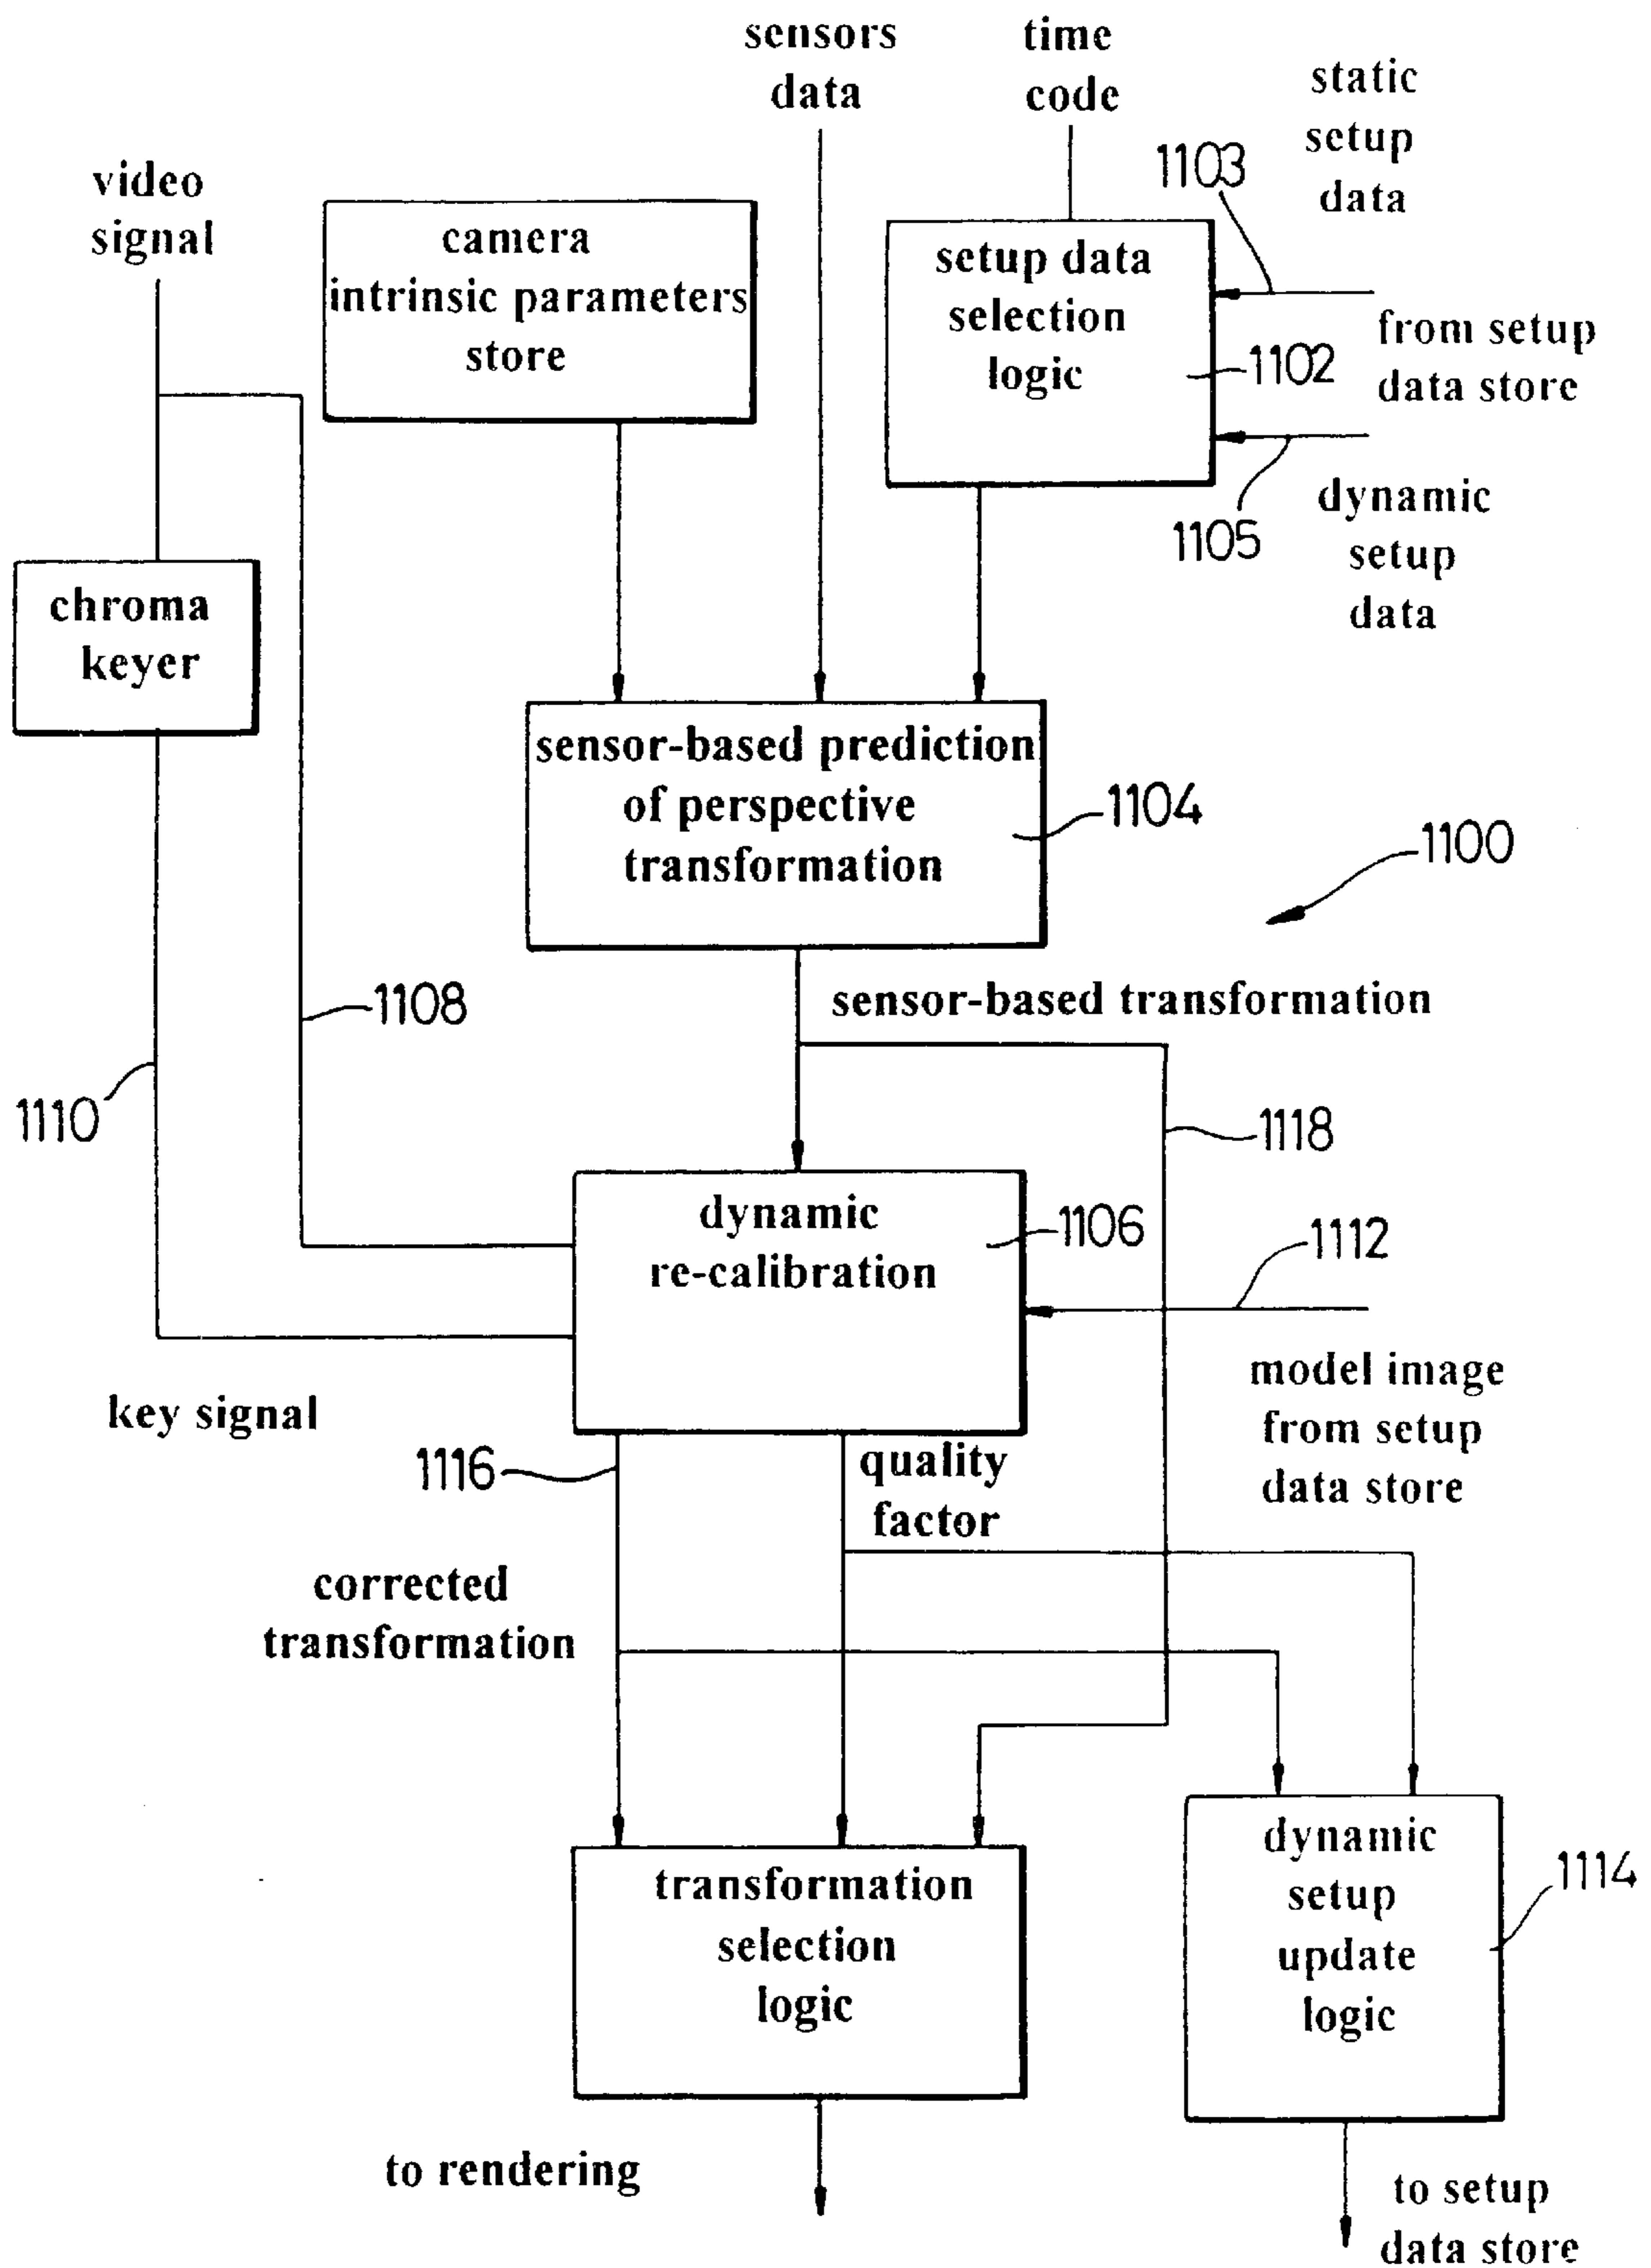 sensors
data
time
code
static
setup
data
1103
video
signal
camera
intrinsic parameters
store
setup data
selection
logic
1102
from setup
data store
1105
dynamic
setup
data
chroma
keyer
sensor-based prediction
of perspective
transformation
1104
1100
1108
sensor-based transformation
1110
1118
dynamic
re-calibration
1106
1112
model image
from setup
data store
key signal
1116
quality
factor
corrected
transformation
transformation
selection
logic
dynamic
setup
update
logic
1114
to rendering
to setup
data store